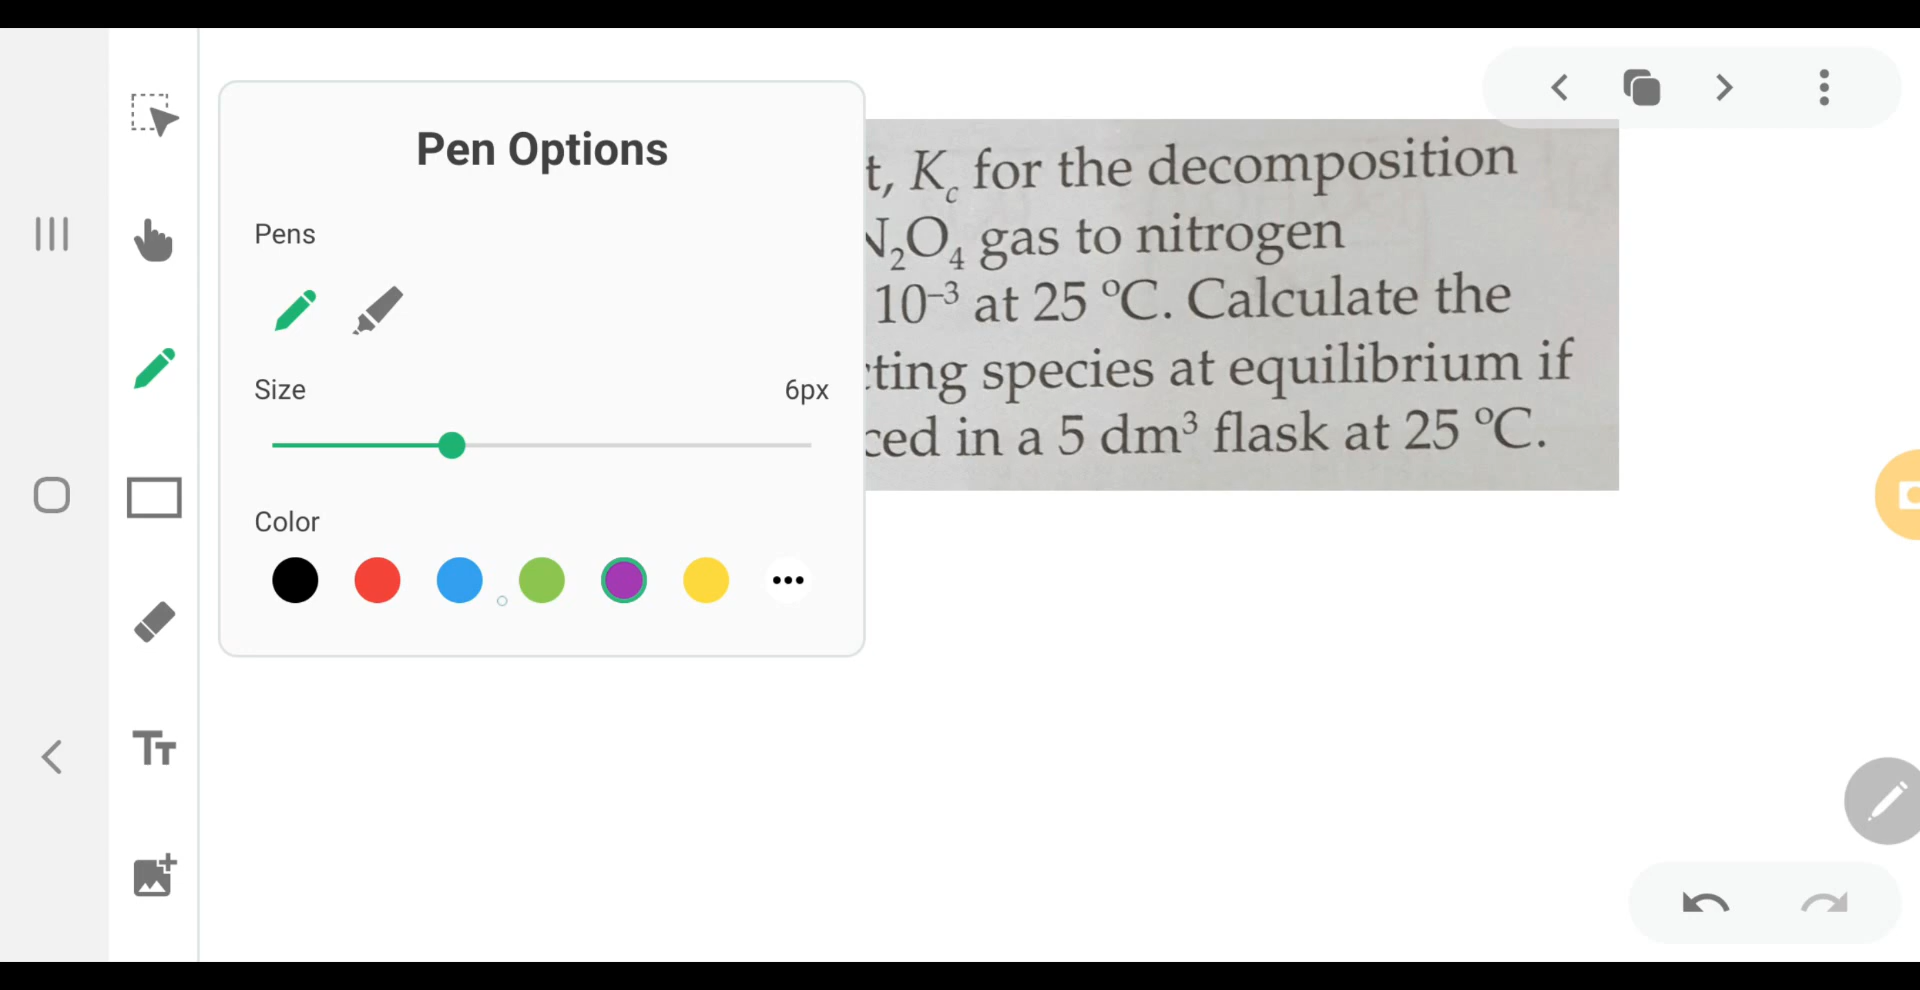 Pen Options
Pens
Size 6px
Color
t, Kc for the decomposition
N₂O₄ gas to nitrogen
10⁻³ at 25 °C. Calculate the
ting species at equilibrium if
ced in a 5 dm³ flask at 25 °C.
TT